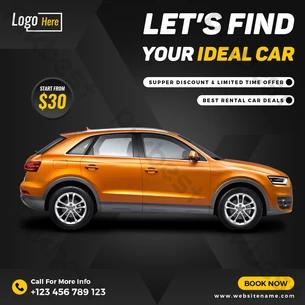 Logo Here
LET'S FIND
YOUR IDEAL CAR
SUPPER DISCOUNT & LIMITED TIME OFFER
BEST RENTAL CAR DEALS
START FROM
$30
Call For More Info
+123 456 789 123
BOOK NOW
www.websitename.com